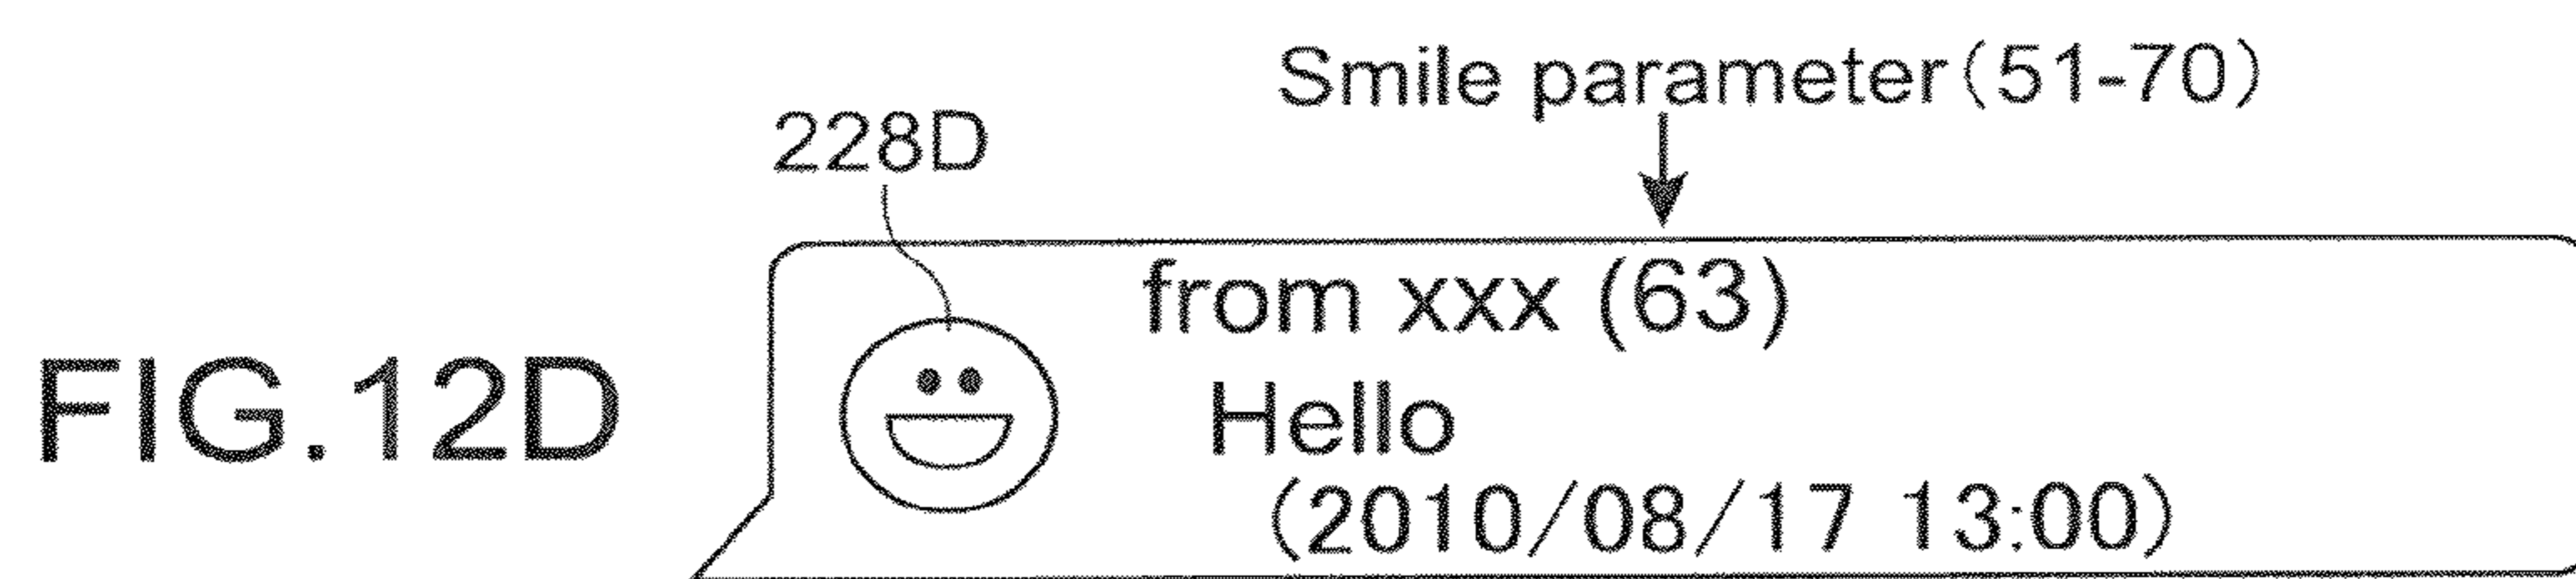 Smile parameter(51-70)
228D
from xxx (63)
FIG.12D
Hello
(2010/08/17 13:00)